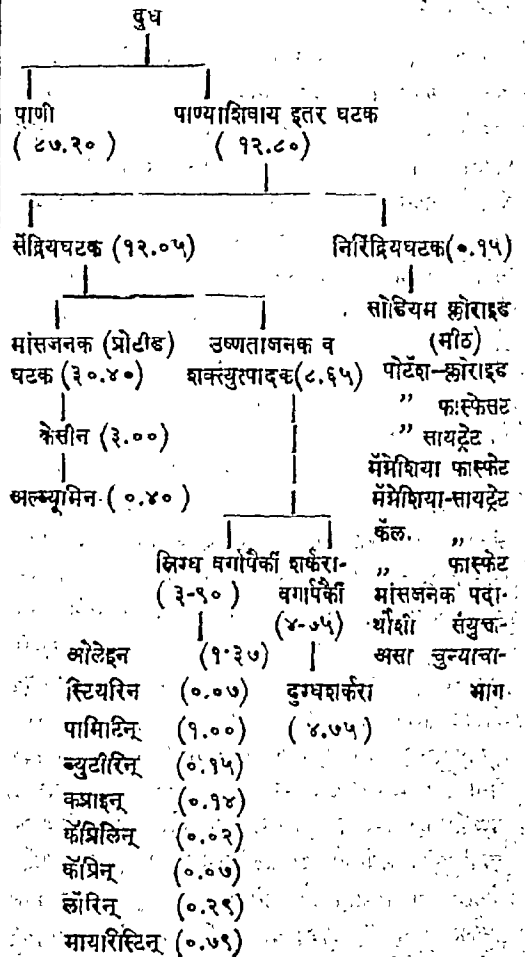 दुध
पाणी पाण्याशिवाय इतर घटक
( ८७.२० ) ( १२.८० )
सेंद्रियघटक (१२.०५) निरिंद्रियघटक(०.१५)
मांसजनक (प्रोटीड) उष्णताजनक व सोडियम क्लोराइड
घटक (३०.४०) शक्त्युत्पादक(८.६५) (मीठ)
पोटॅश-क्लोराइड
केसीन (३.००) ” फास्फेसट
” सायट्रेट
अल्ब्यूमिन ( ०.४० ) मॅमेशिया फास्फेट
मॅमेशिया-सायट्रेट
कॅल. ,,
स्निग्ध वर्गापैकीं शर्करा- ,, फास्फेट
( ३-९० ) वर्गापैकीं मांसजनक पदा-
(४-७५) र्थांशी संयुक्त
ओलेइन (१.३७) असा चुन्याचा-
स्टियरिन (०.०७) दुग्धशर्करा भाग
पामिटिन् (१.००) ( ४.७५ )
ब्युटीरिन् (०.१५)
कप्राइन् (०.१४)
कॅप्रिलिन् (०.०२)
कॅप्रिन् (०.०७)
लॉरिन् (०.२९)
मायारिस्टिन् (०.७९)